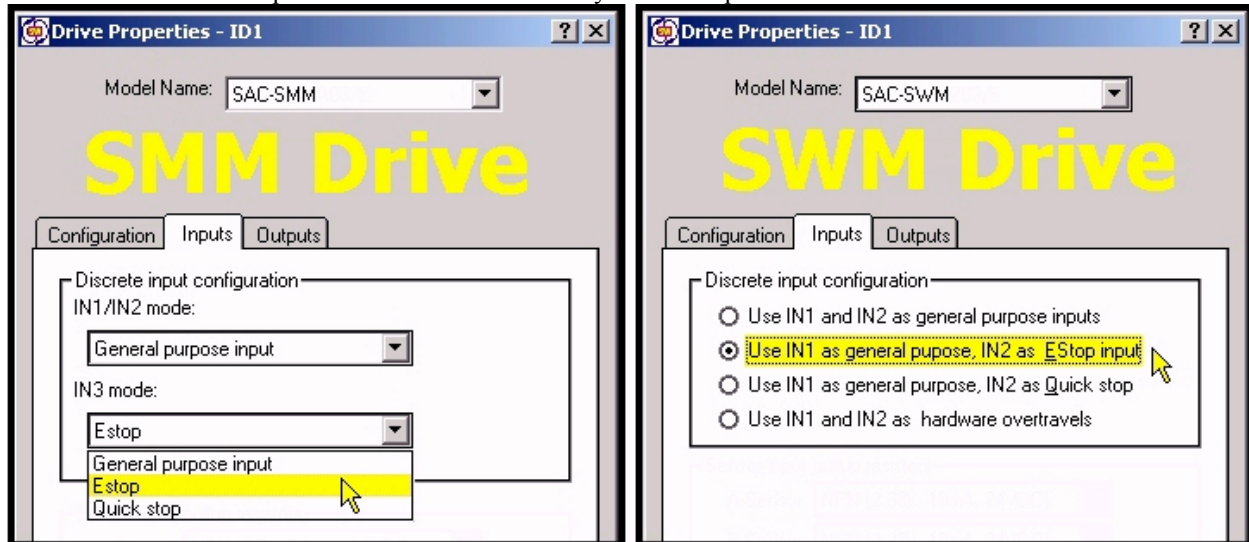 Drive Properties - ID1
Model Name: SAC-SMM
SMM Drive
Configuration Inputs Outputs
Discrete input configuration
IN1/IN2 mode:
General purpose input
IN3 mode:
Estop
General purpose input
Estop
Quick stop
Drive Properties - ID1
Model Name: SAC-SWM
SWM Drive
Configuration Inputs Outputs
Discrete input configuration
Use IN1 and IN2 as general purpose inputs
Use IN1 as general pupose, IN2 as EStop input
Use IN1 as general purpose, IN2 as Quick stop
Use IN1 and IN2 as hardware overtravels